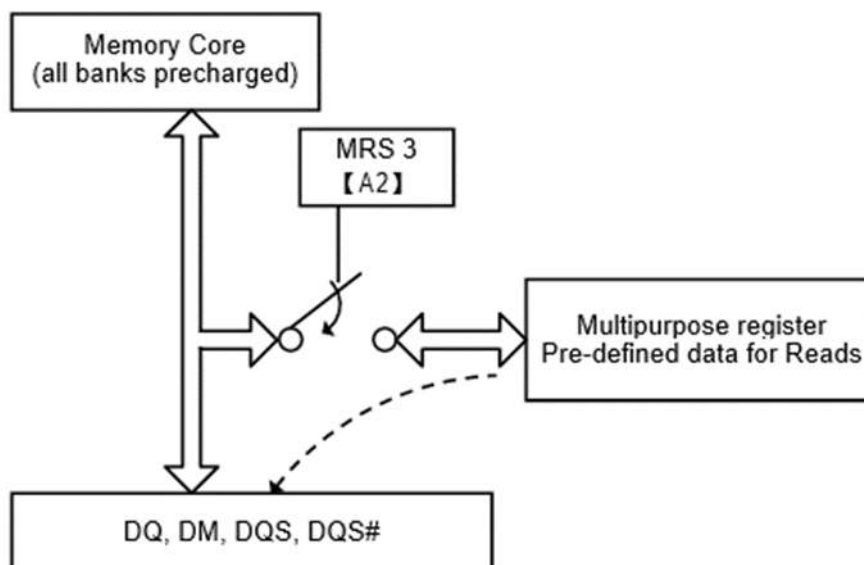 Memory Core
(all banks precharged)
MRS 3
【A2】
Multipurpose register
Pre-defined data for Reads
DQ, DM, DQS, DQS#